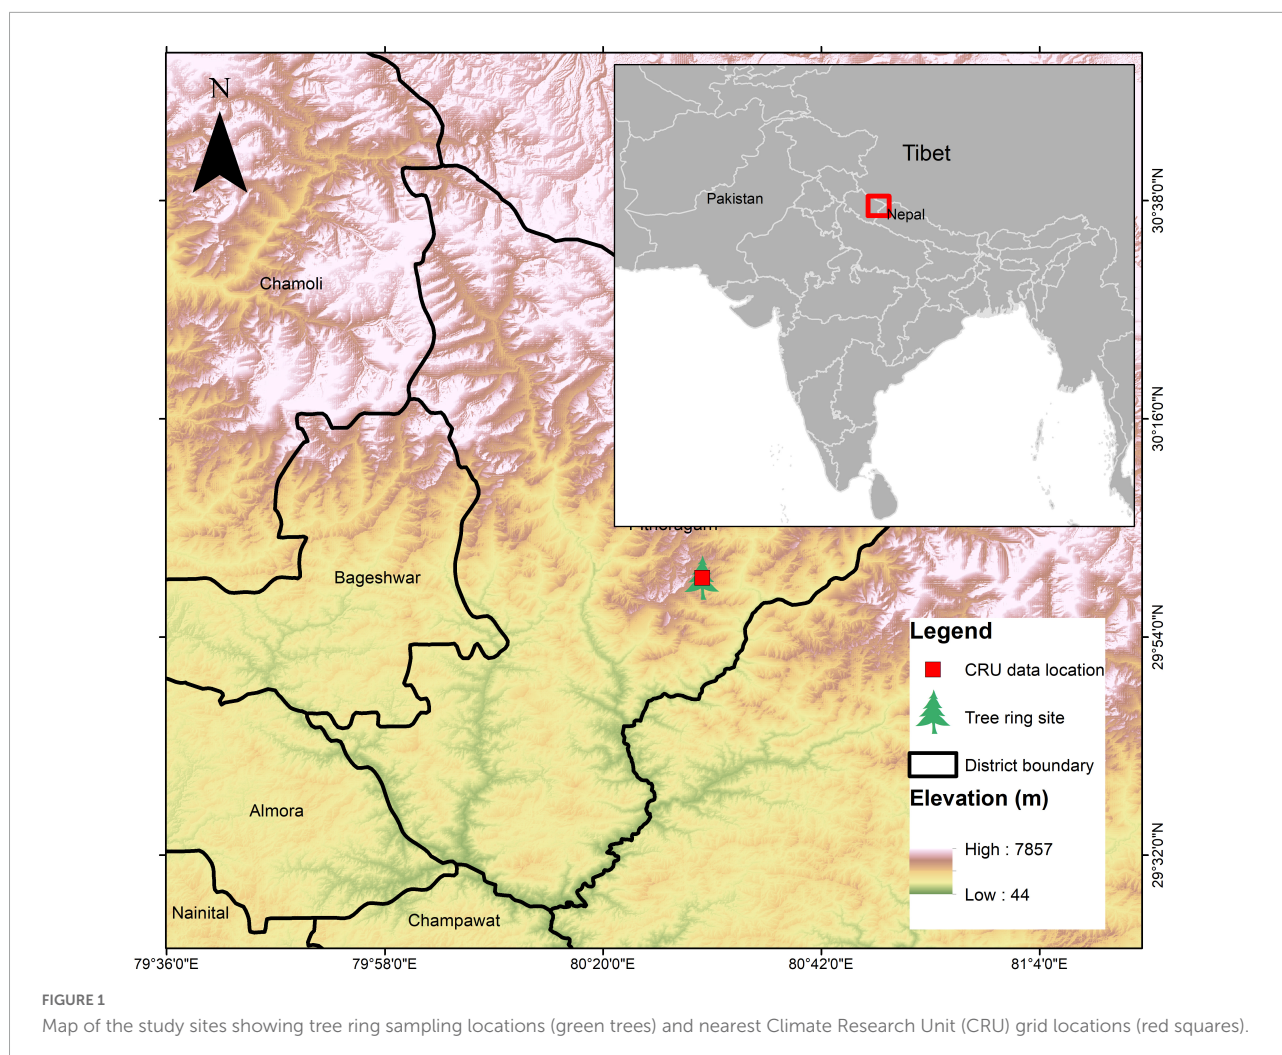 N
Tibet
Pakistan
Nepal
Chamoli
Bageshwar
Almora
Nainital
Champawat
30°38'0"N
30°16'0"N
29°54'0"N
29°32'0"N
Legend
CRU data location
Tree ring site
District boundary
Elevation (m)
High : 7857
Low : 44
79°36'0"E
79°58'0"E
80°20'0"E
80°42'0"E
81°4'0"E
FIGURE 1
Map of the study sites showing tree ring sampling locations (green trees) and nearest Climate Research Unit (CRU) grid locations (red squares).